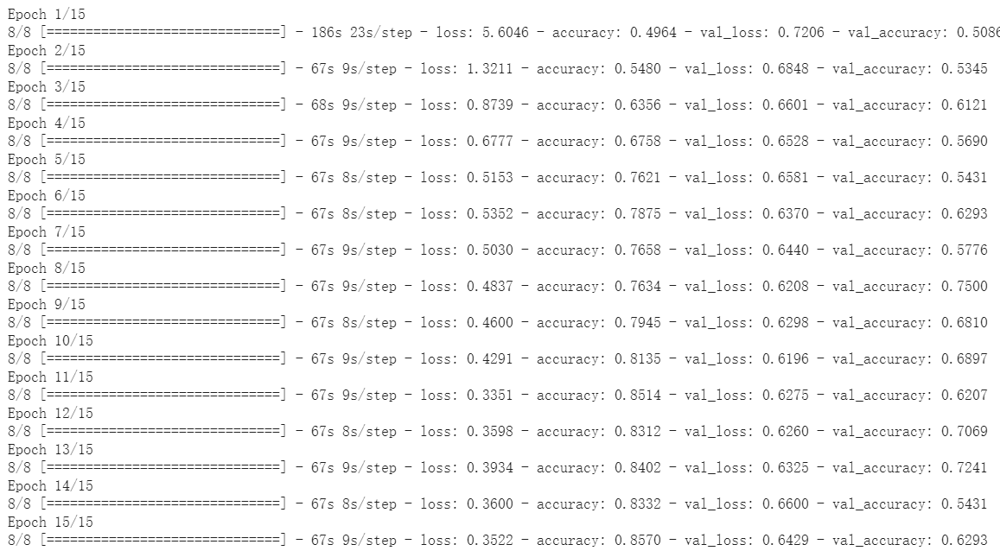 Epoch 1/15
8/8 [==============================] - 186s 23s/step - loss: 5.6046 - accuracy: 0.4964 - val_loss: 0.7206 - val_accuracy: 0.5086
Epoch 2/15
8/8 [==============================] - 67s 9s/step - loss: 1.3211 - accuracy: 0.5480 - val_loss: 0.6848 - val_accuracy: 0.5345
Epoch 3/15
8/8 [==============================] - 68s 9s/step - loss: 0.8739 - accuracy: 0.6356 - val_loss: 0.6601 - val_accuracy: 0.6121
Epoch 4/15
8/8 [==============================] - 67s 9s/step - loss: 0.6777 - accuracy: 0.6758 - val_loss: 0.6528 - val_accuracy: 0.5690
Epoch 5/15
8/8 [==============================] - 67s 8s/step - loss: 0.5153 - accuracy: 0.7621 - val_loss: 0.6581 - val_accuracy: 0.5431
Epoch 6/15
8/8 [==============================] - 67s 8s/step - loss: 0.5352 - accuracy: 0.7875 - val_loss: 0.6370 - val_accuracy: 0.6293
Epoch 7/15
8/8 [==============================] - 67s 9s/step - loss: 0.5030 - accuracy: 0.7658 - val_loss: 0.6440 - val_accuracy: 0.5776
Epoch 8/15
8/8 [==============================] - 67s 9s/step - loss: 0.4837 - accuracy: 0.7634 - val_loss: 0.6208 - val_accuracy: 0.7500
Epoch 9/15
8/8 [==============================] - 67s 8s/step - loss: 0.4600 - accuracy: 0.7945 - val_loss: 0.6298 - val_accuracy: 0.6810
Epoch 10/15
8/8 [==============================] - 67s 9s/step - loss: 0.4291 - accuracy: 0.8135 - val_loss: 0.6196 - val_accuracy: 0.6897
Epoch 11/15
8/8 [==============================] - 67s 9s/step - loss: 0.3351 - accuracy: 0.8514 - val_loss: 0.6275 - val_accuracy: 0.6207
Epoch 12/15
8/8 [==============================] - 67s 8s/step - loss: 0.3598 - accuracy: 0.8312 - val_loss: 0.6260 - val_accuracy: 0.7069
Epoch 13/15
8/8 [==============================] - 67s 9s/step - loss: 0.3934 - accuracy: 0.8402 - val_loss: 0.6325 - val_accuracy: 0.7241
Epoch 14/15
8/8 [==============================] - 67s 8s/step - loss: 0.3600 - accuracy: 0.8332 - val_loss: 0.6600 - val_accuracy: 0.5431
Epoch 15/15
8/8 [==============================] - 67s 9s/step - loss: 0.3522 - accuracy: 0.8570 - val_loss: 0.6429 - val_accuracy: 0.6293